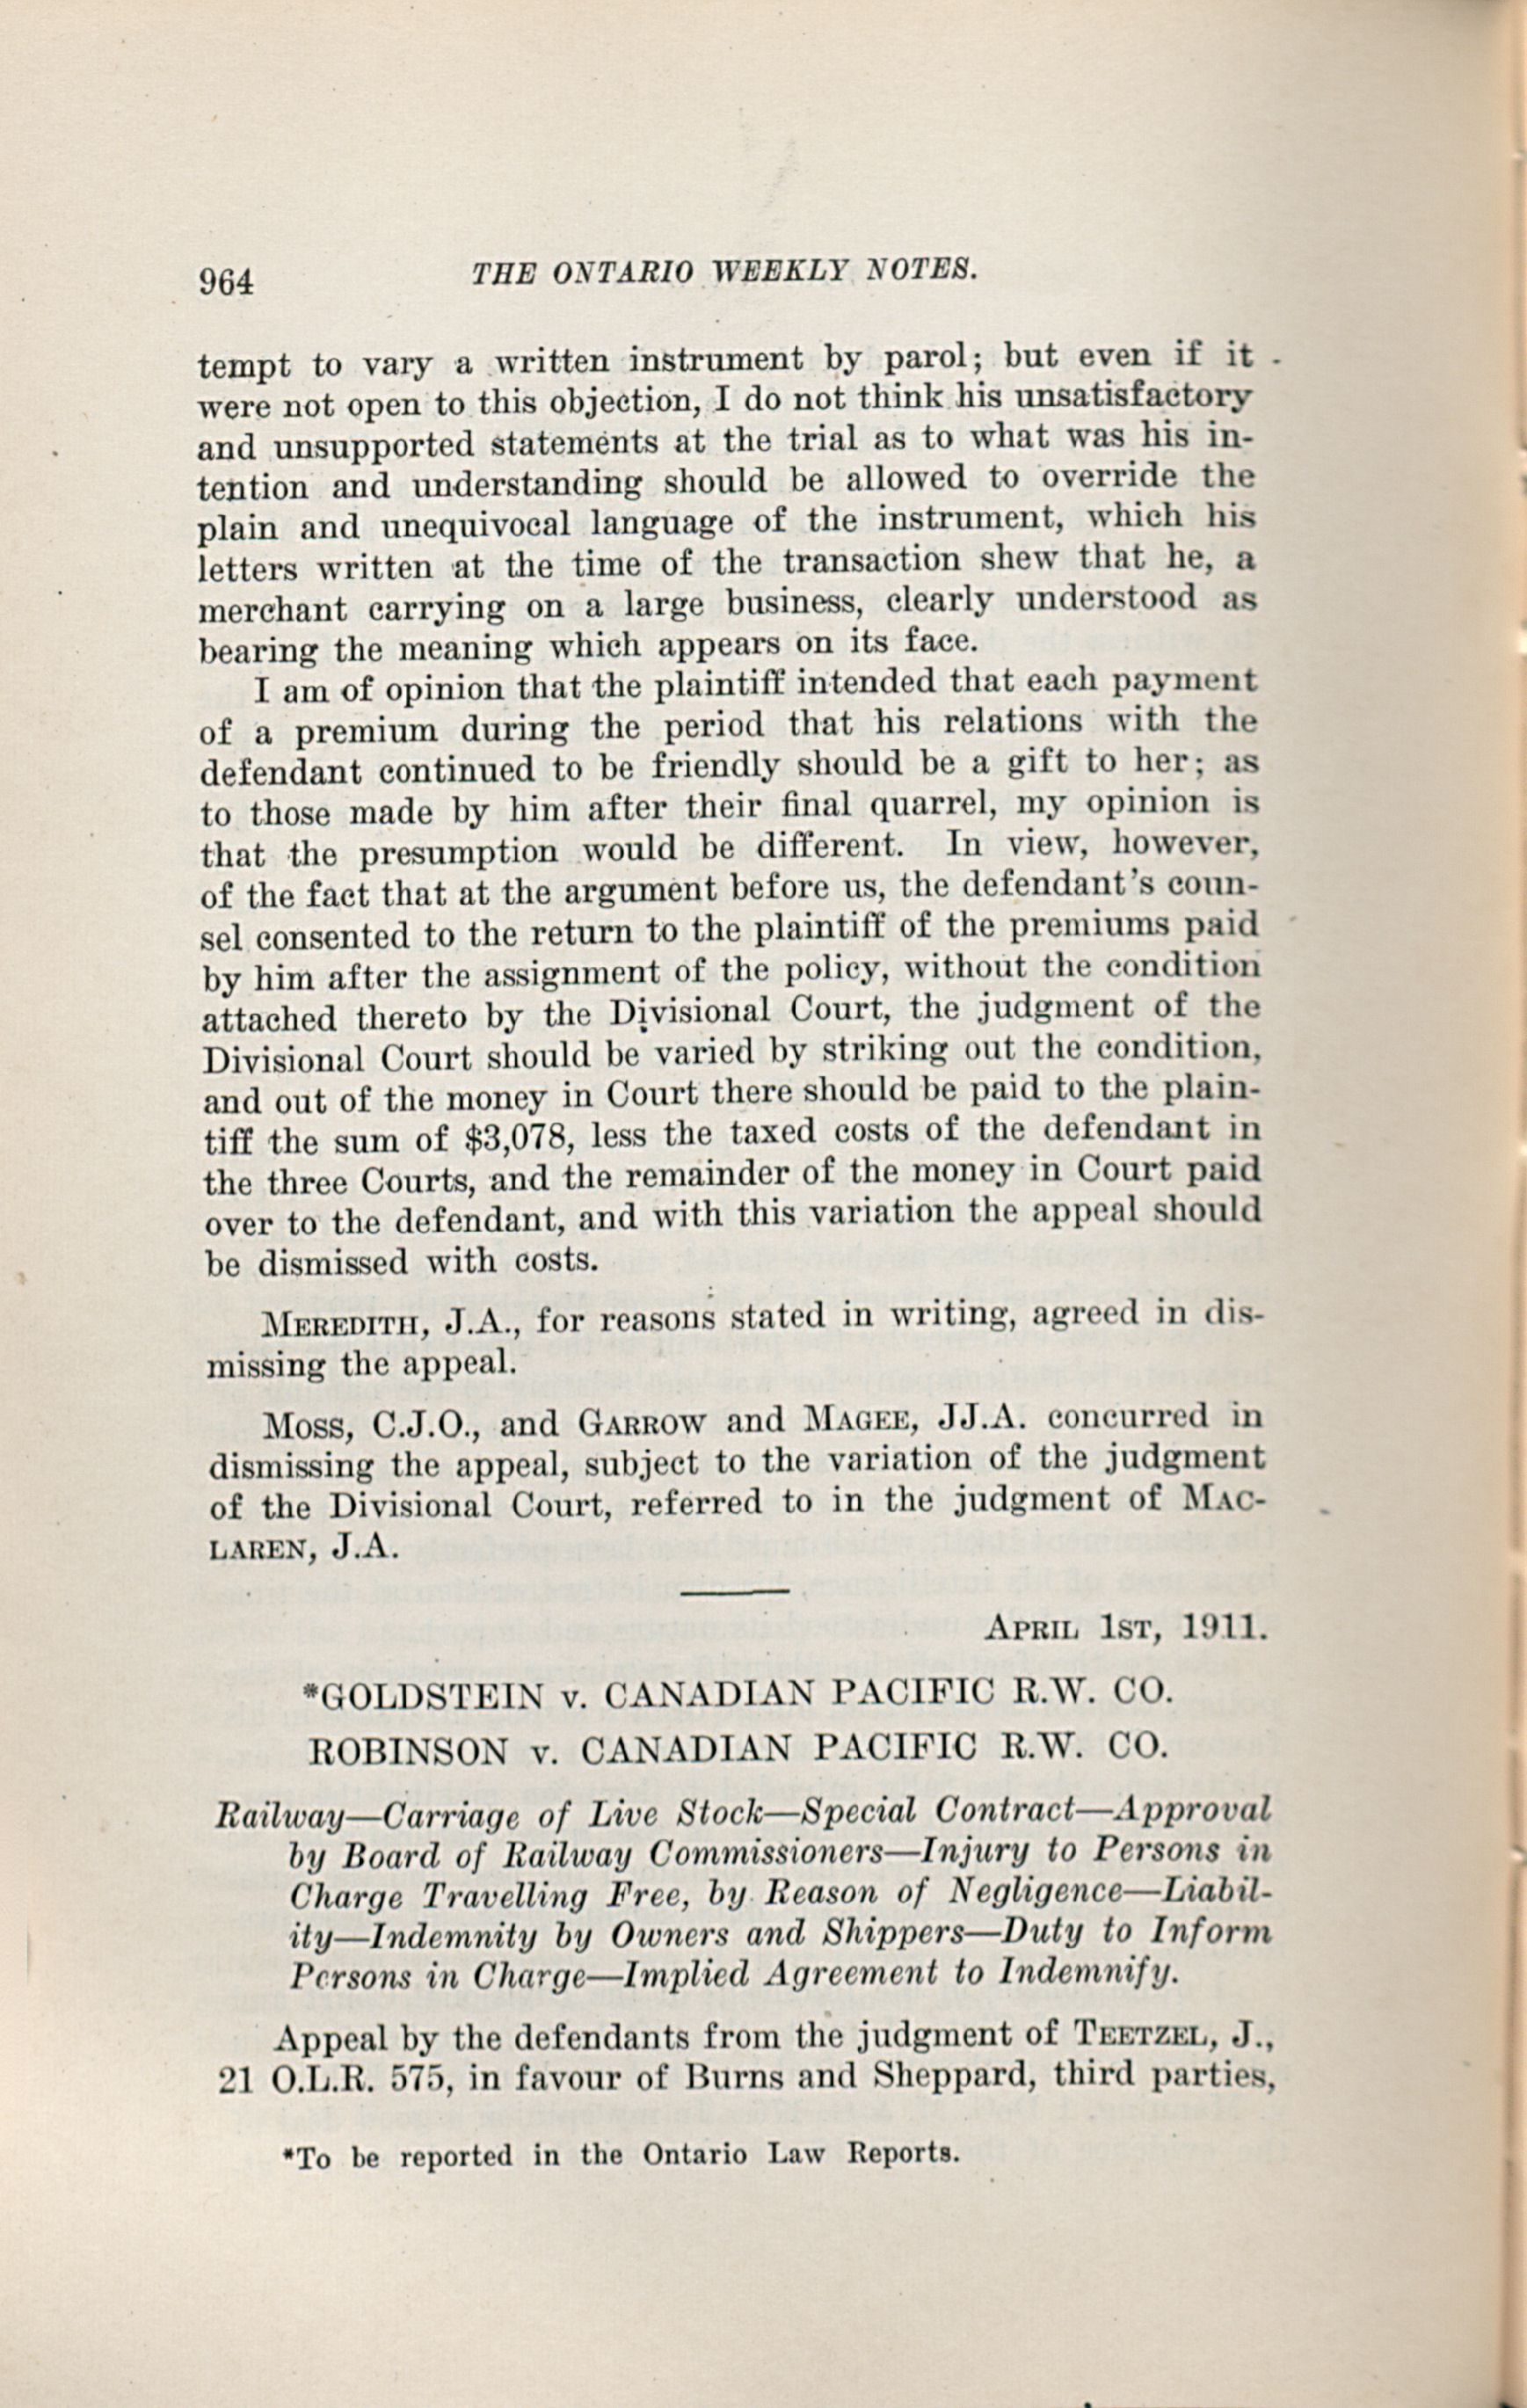 964
THE ONTARIO WEEKLY NOTES.
tempt to vary a written instrument by parol; but even if it
were not open to this objection, I do not think his unsatisfactory
and unsupported statements at the trial as to what was his in-
tention and understanding should be allowed to override the
plain and unequivocal language of the instrument, which his
letters written at the time of the transaction shew that he, a
merchant carrying on a large business, clearly understood as
bearing the meaning which appears on its face.
I am of opinion that the plaintiff intended that each payment
of a premium during the period that his relations with the
defendant continued to be friendly should be a gift to her; as
to those made by him after their final quarrel, my opinion is
that the presumption would be different. In view, however,
of the fact that at the argument before us, the defendant's coun-
sel consented to the return to the plaintiff of the premiums paid
by him after the assignment of the policy, without the condition
attached thereto by the Divisional Court, the judgment of the
Divisional Court should be varied by striking out the condition,
and out of the money in Court there should be paid to the plain-
tiff the sum of $3,078, less the taxed costs of the defendant in
the three Courts, and the remainder of the money in Court paid
over to the defendant, and with this variation the appeal should
be dismissed with costs.
MEREDITH, J.A., for reasons stated in writing, agreed in dis-
missing the appeal.
MOSS, C.J.O., and GARROW and MAGEE, JJ.A. concurred in
dismissing the appeal, subject to the variation of the judgment
of the Divisional Court, referred to in the judgment of MAC-
LAREN, J.A.
APRIL 1ST, 1911.
*GOLDSTEIN v. CANADIAN PACIFIC R.W. CO.
ROBINSON v. CANADIAN PACIFIC R.W. CO.
Railway—Carriage of Live Stock—Special Contract—Approval
by Board of Railway Commissioners—Injury to Persons in
Charge Travelling Free, by Reason of Negligence—Liabil-
ity—Indemnity by Owners and Shippers—Duty to Inform
Persons in Charge—Implied Agreement to Indemnify.
Appeal by the defendants from the judgment of TEETZEL, J.,
21 O.L.R. 575, in favour of Burns and Sheppard, third parties,
*To be reported in the Ontario Law Reports.